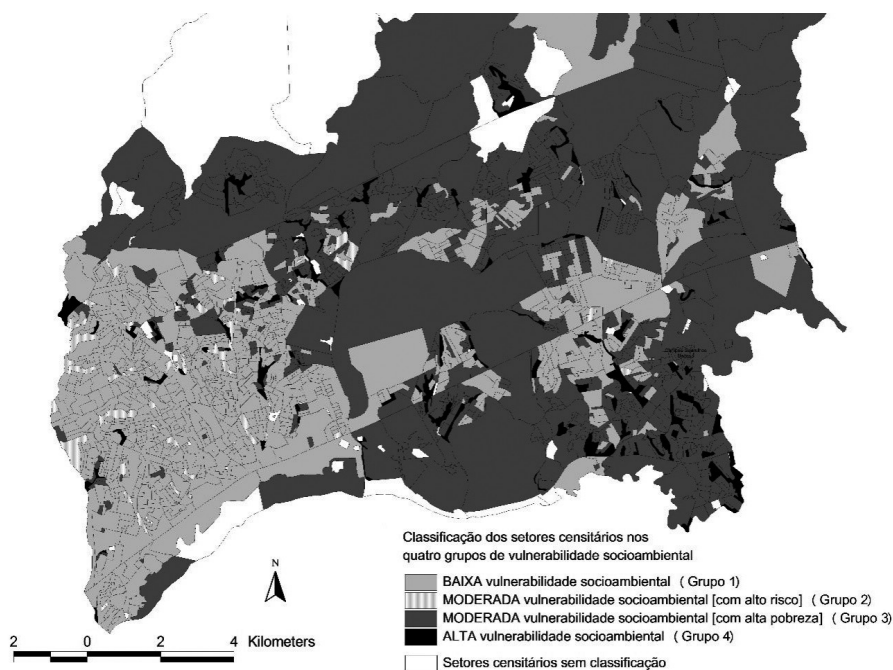 Classificação dos setores censitários nos
quatro grupos de vulnerabilidade socioambiental
BAIXA vulnerabilidade socioambiental ( Grupo 1)
MODERADA vulnerabilidade socioambiental [com alto risco] ( Grupo 2)
MODERADA vulnerabilidade socioambiental [com alta pobreza] ( Grupo 3)
ALTA vulnerabilidade socioambiental ( Grupo 4)
Setores censitários sem classificação
N
2 0 2 4 Kilometers